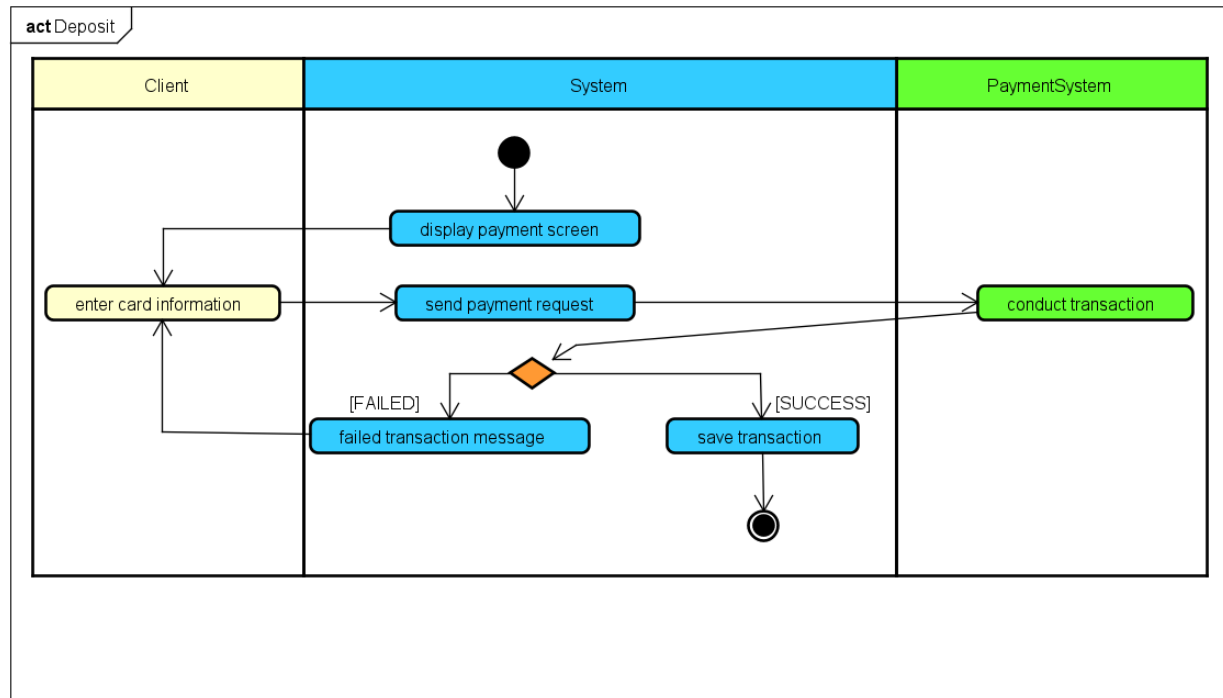 act Deposit
Client
System
PaymentSystem
display payment screen
enter card information
send payment request
conduct transaction
[FAILED]
[SUCCESS]
failed transaction message
save transaction